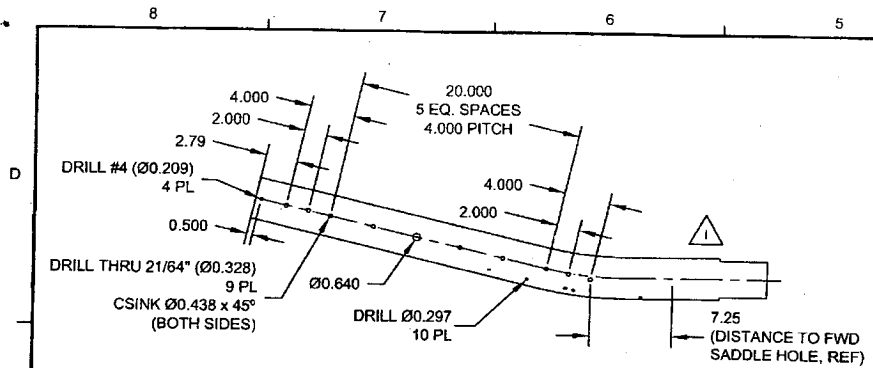 8
7
6
5
D
20.000
5 EQ. SPACES
4.000 PITCH
4.000
2.000
2.79
DRILL #4 (Ø0.209)
4 PL
0.500
4.000
2.000
DRILL THRU 21/64" (Ø0.328)
9 PL
CSINK Ø0.438 x 45º
(BOTH SIDES)
Ø0.640
DRILL Ø0.297
10 PL
1
7.25
(DISTANCE TO FWD
SADDLE HOLE, REF)